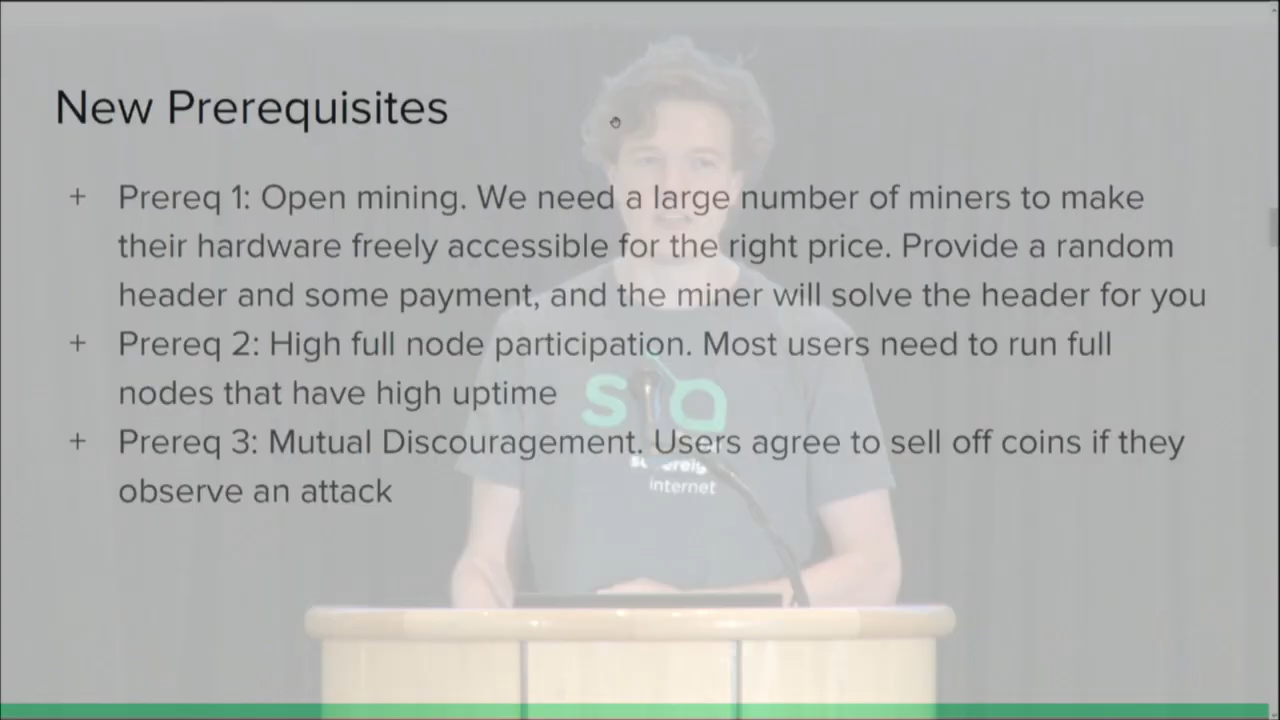 New Prerequisites
+ Prereq 1: Open mining. We need a large number of miners to make
their hardware freely accessible for the right price. Provide a random
header and some payment, and the miner will solve the header for you
+ Prereq 2: High full node participation. Most users need to run full
nodes that have high uptime
+ Prereq 3: Mutual Discouragement. Users agree to sell off coins if they
observe an attack
sia
internet